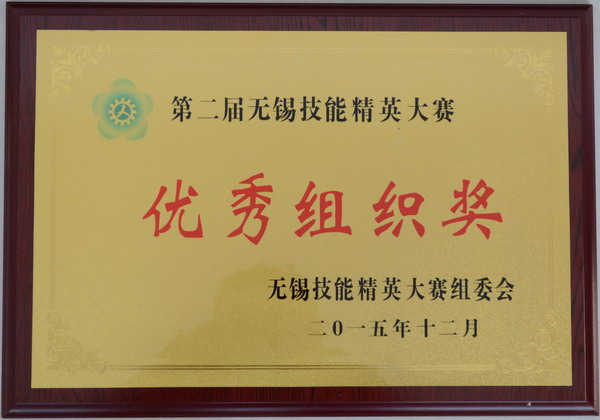 第二届无锡技能精英大赛
优秀组织奖
无锡技能精英大赛组委会
二0一五年十二月